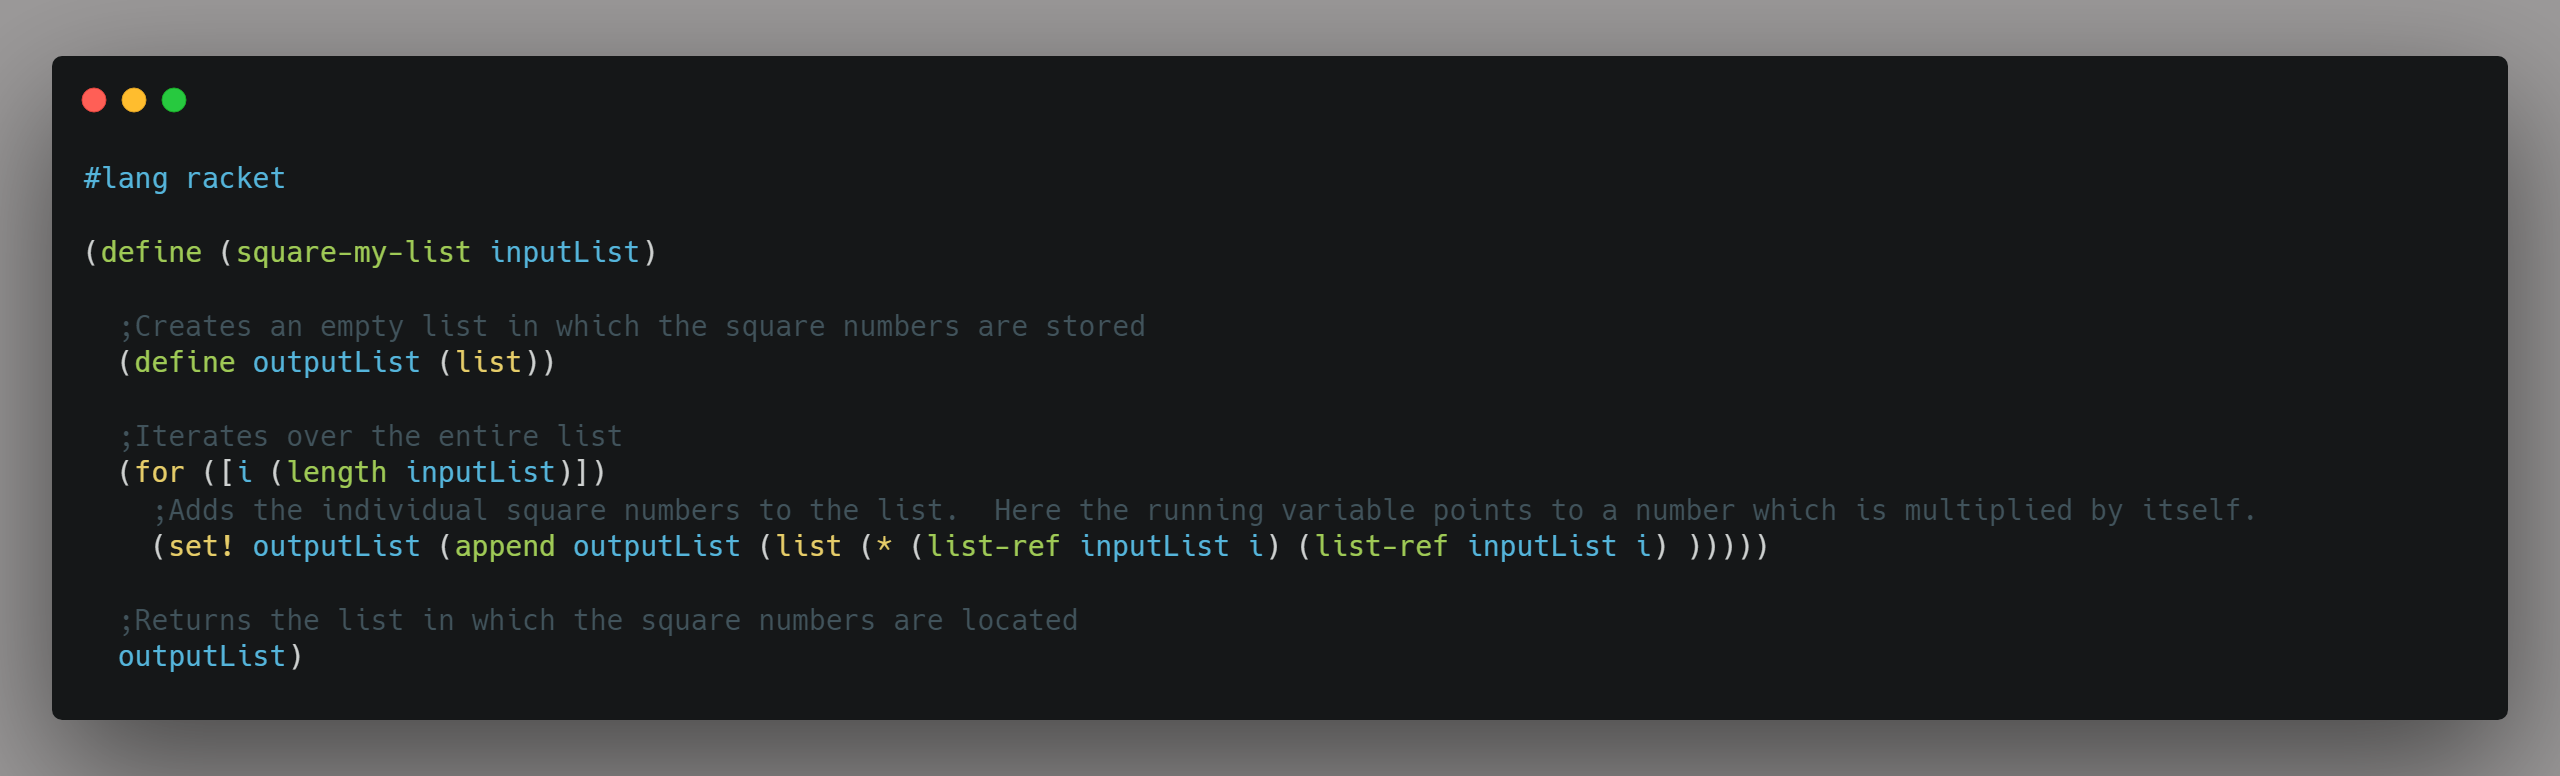 #lang racket
(define (square-my-list inputList)
;Creates an empty list in which the square numbers are stored
(define outputList (list))
;Iterates over the entire list
(for ([i (length inputList)])
;Adds the individual square numbers to the list.  Here the running variable points to a number which is multiplied by itself.
(set! outputList (append outputList (list (* (list-ref inputList i) (list-ref inputList i) )))))
;Returns the list in which the square numbers are located
outputList)